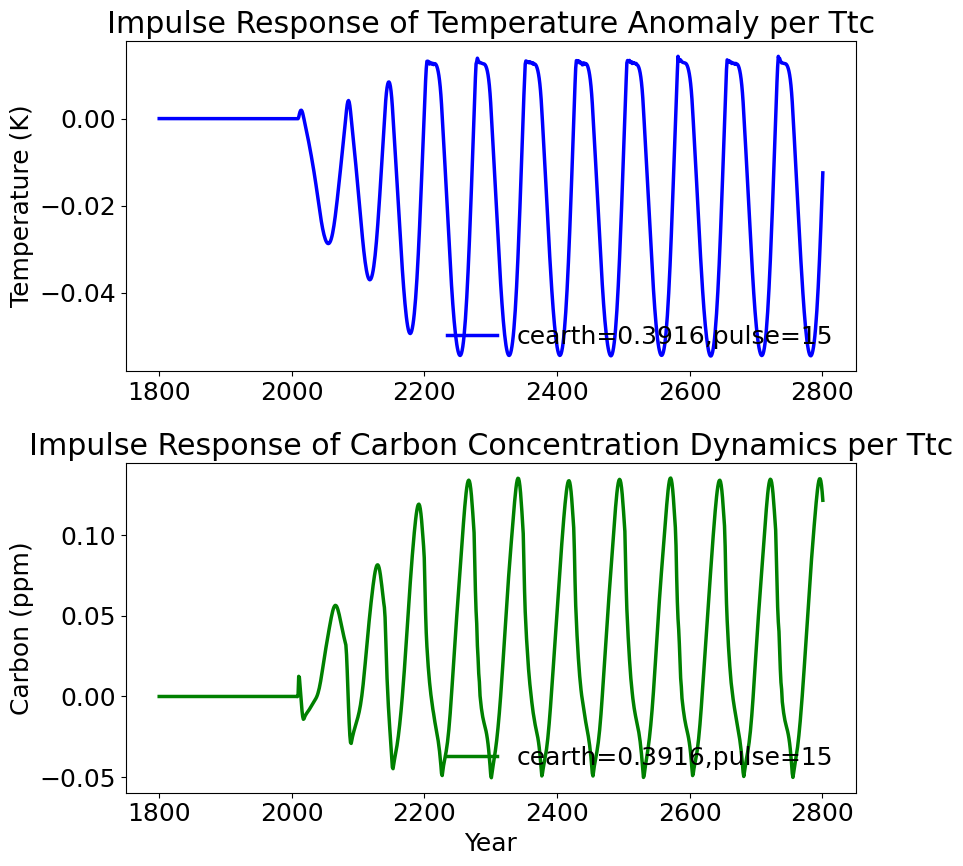 Impulse Response of Temperature Anomaly per Ttc
Temperature (K)
0.00
−0.02
−0.04
cearth=0.3916,pulse=15
1800 2000 2200 2400 2600 2800
Impulse Response of Carbon Concentration Dynamics per Ttc
Carbon (ppm)
0.10
0.05
0.00
−0.05
cearth=0.3916,pulse=15
1800 2000 2200 2400 2600 2800
Year